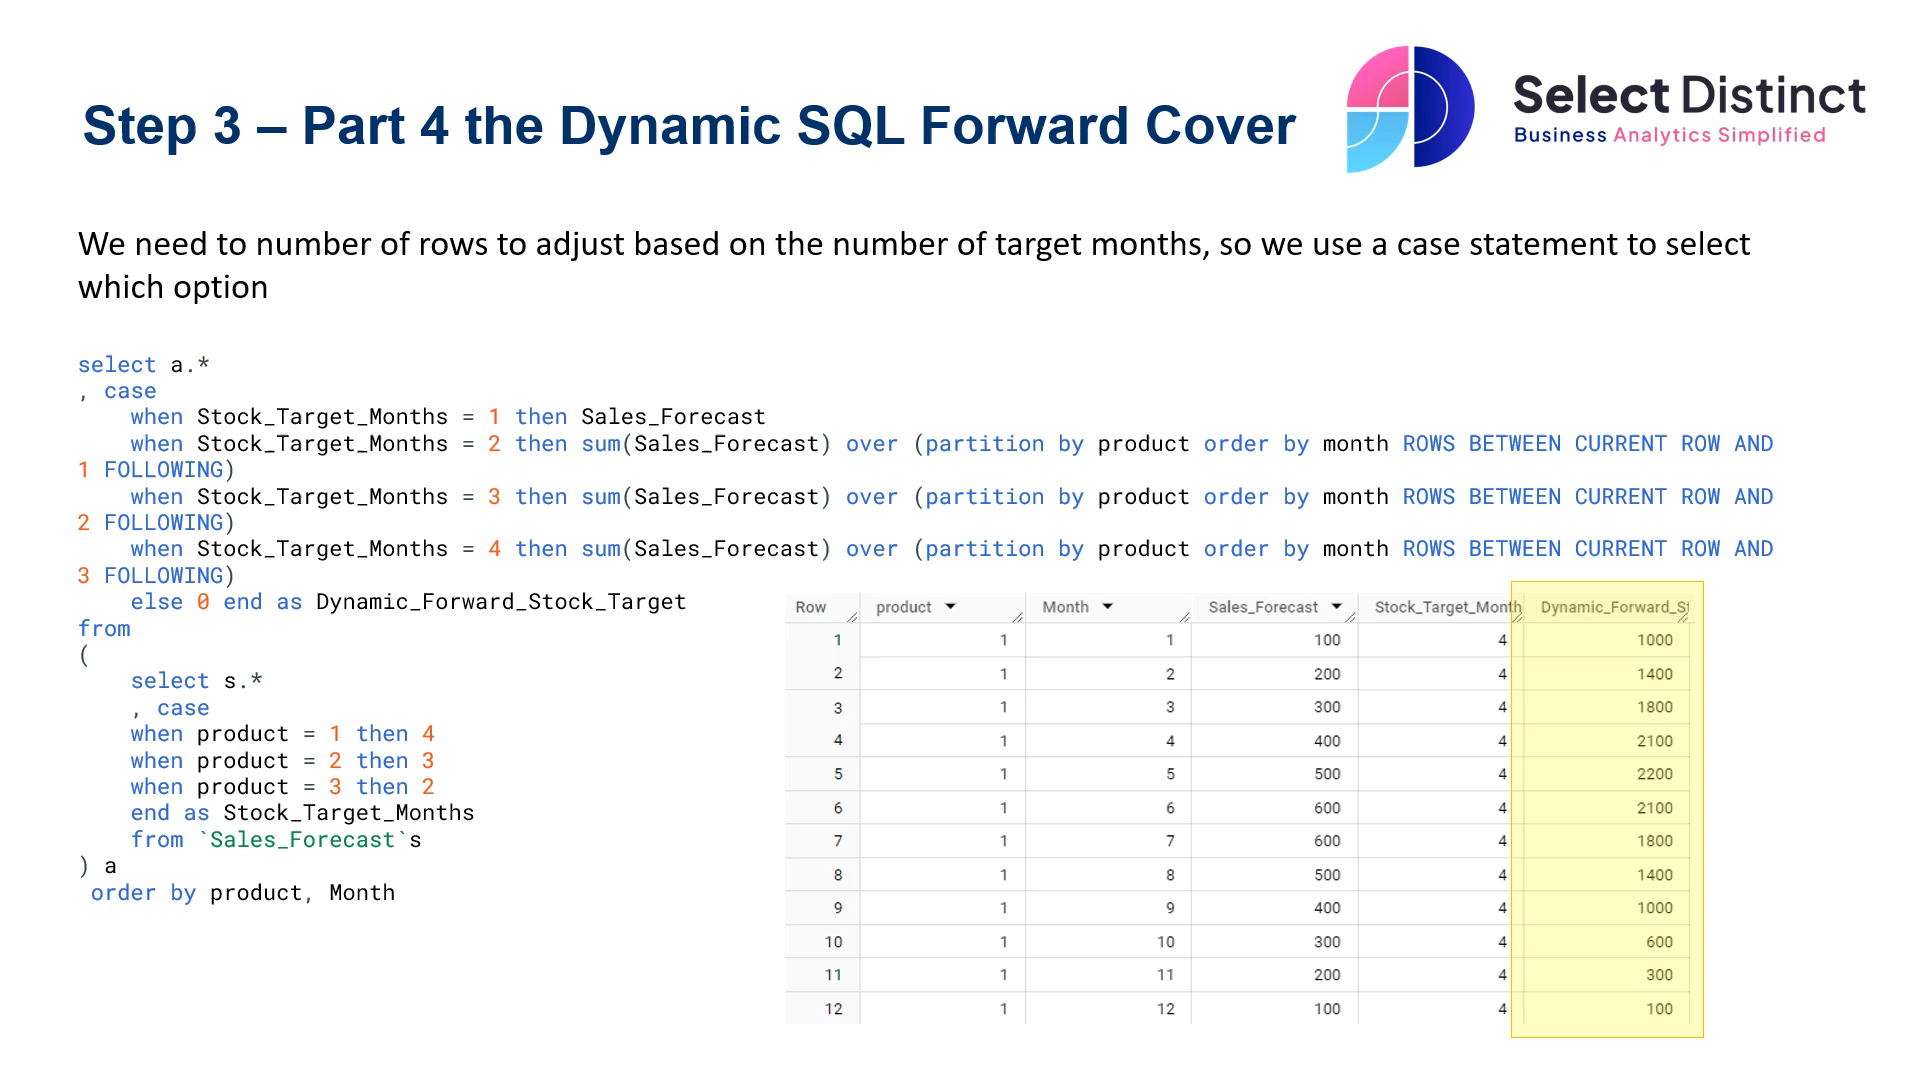 Step 3 – Part 4 the Dynamic SQL Forward Cover
Select Distinct
Business Analytics Simplified
We need to number of rows to adjust based on the number of target months, so we use a case statement to select
which option
select a.*
, case
    when Stock_Target_Months = 1 then Sales_Forecast
    when Stock_Target_Months = 2 then sum(Sales_Forecast) over (partition by product order by month ROWS BETWEEN CURRENT ROW AND
1 FOLLOWING)
    when Stock_Target_Months = 3 then sum(Sales_Forecast) over (partition by product order by month ROWS BETWEEN CURRENT ROW AND
2 FOLLOWING)
    when Stock_Target_Months = 4 then sum(Sales_Forecast) over (partition by product order by month ROWS BETWEEN CURRENT ROW AND
3 FOLLOWING)
    else 0 end as Dynamic_Forward_Stock_Target
from
(
    select s.*
    , case
    when product = 1 then 4
    when product = 2 then 3
    when product = 3 then 2
    end as Stock_Target_Months
    from `Sales_Forecast`s
) a
 order by product, Month
Row product Month Sales_Forecast Stock_Target_Month Dynamic_Forward_St
1 1 1 100 4 1000
2 1 2 200 4 1400
3 1 3 300 4 1800
4 1 4 400 4 2100
5 1 5 500 4 2200
6 1 6 600 4 2100
7 1 7 600 4 1800
8 1 8 500 4 1400
9 1 9 400 4 1000
10 1 10 300 4 600
11 1 11 200 4 300
12 1 12 100 4 100